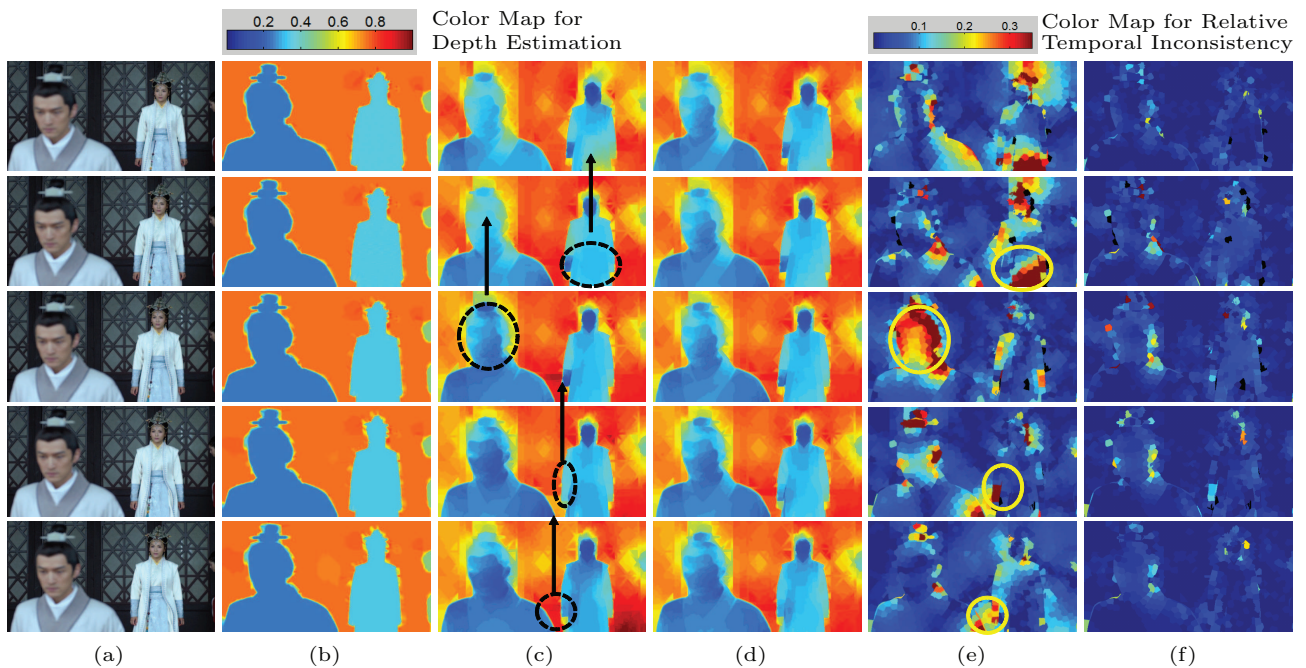 0.2 0.4 0.6 0.8
Color Map for
Depth Estimation
0.1 0.2 0.3
Color Map for Relative
Temporal Inconsistency
(a) (b) (c) (d) (e) (f)